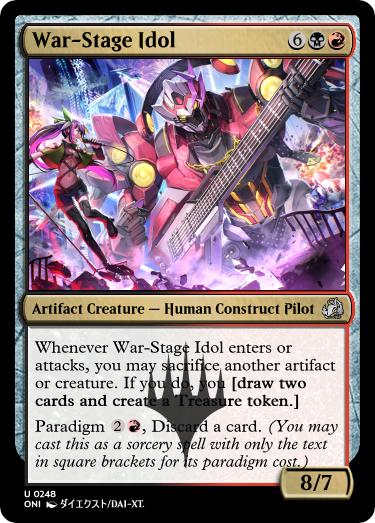 War-Stage Idol 6
Artifact Creature — Human Construct Pilot
Whenever War-Stage Idol enters or
attacks, you may sacrifice another artifact
or creature. If you do, you [draw two
cards and create a Treasure token.]
Paradigm 2 , Discard a card. (You may
cast this as a sorcery spell with only the text
in square brackets for its paradigm cost.)
8/7
U 0248
ONI ダイエクスト/DAI-XT.